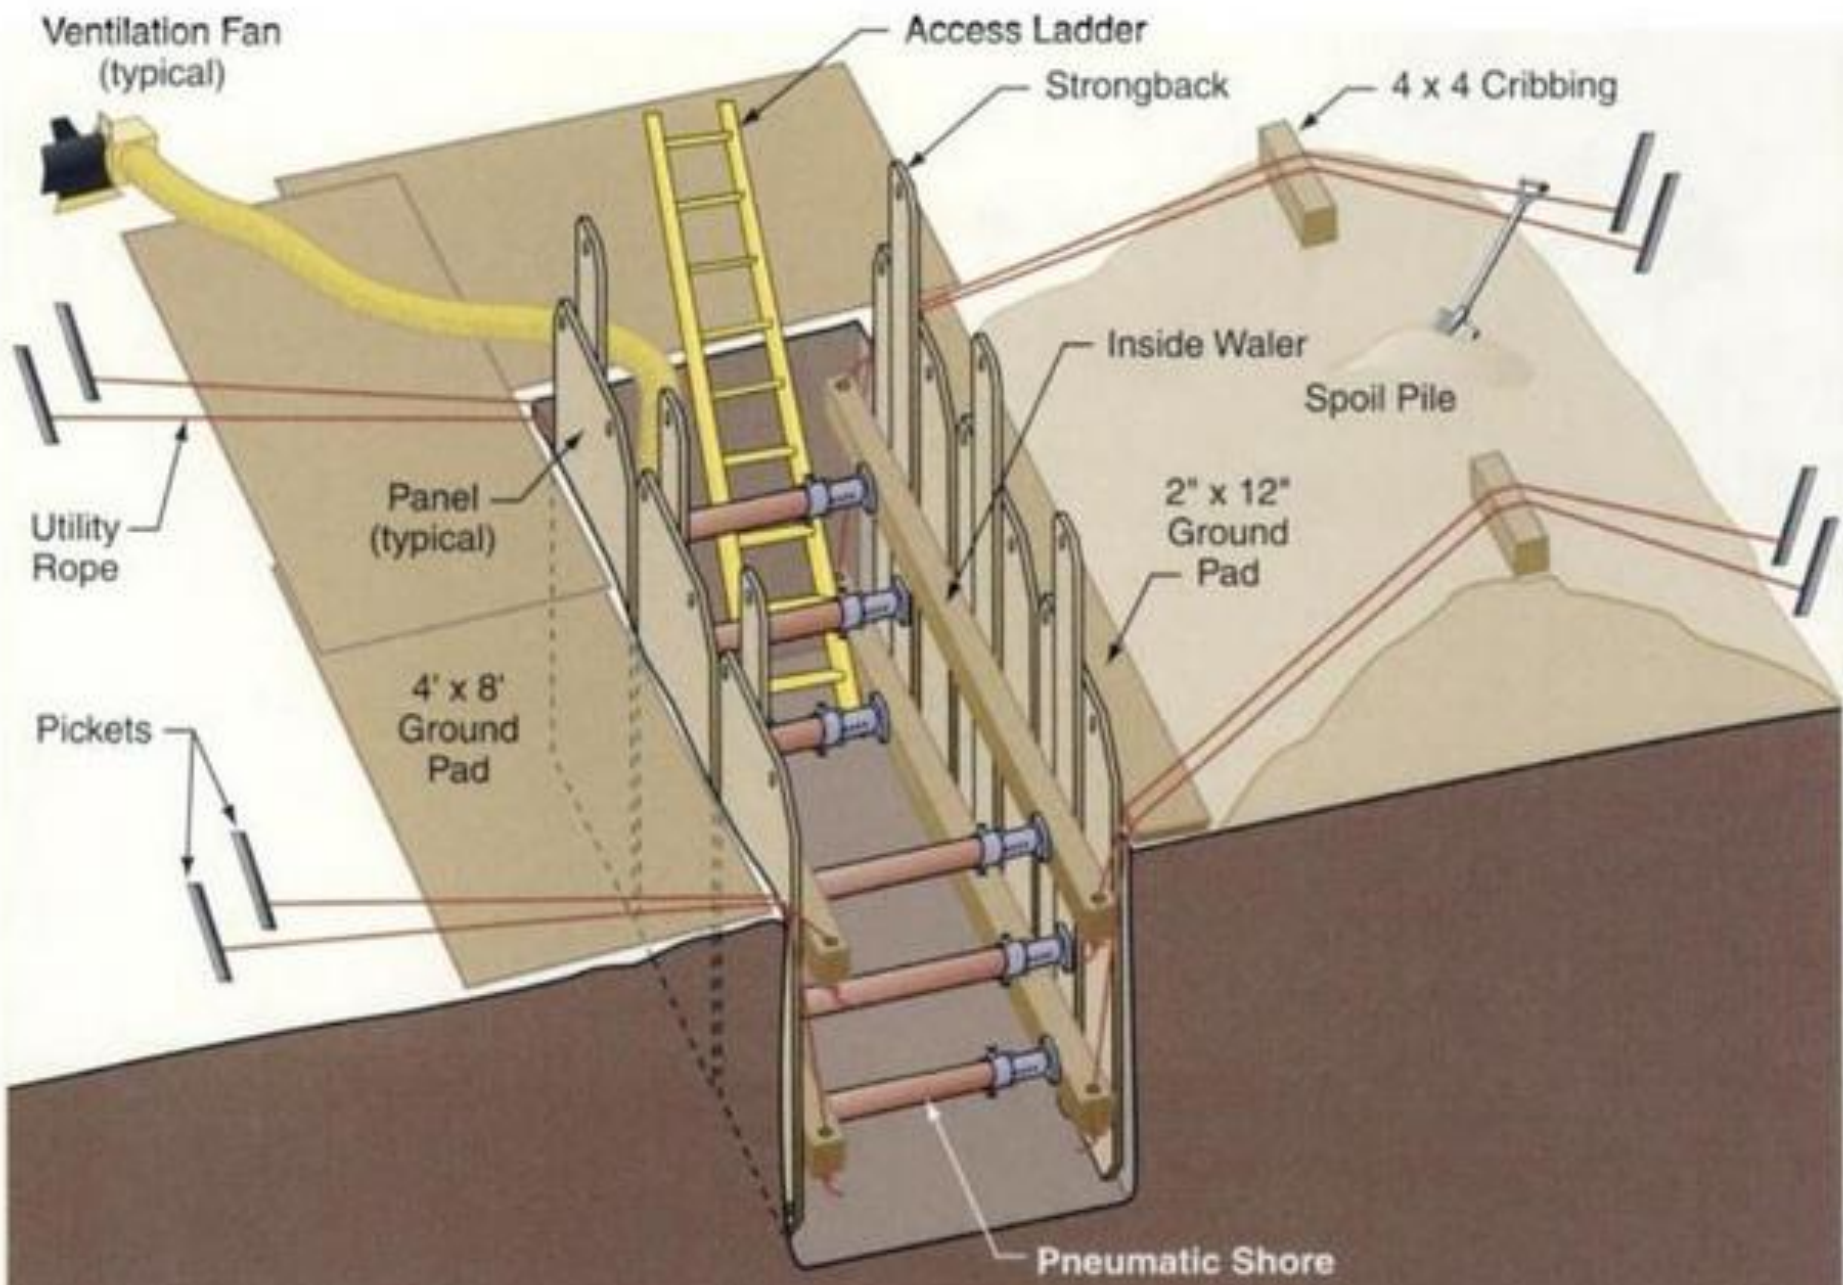 Ventilation Fan
(typical)
Access Ladder
Strongback
4 x 4 Cribbing
Inside Waler
Spoil Pile
Panel
(typical)
2" x 12"
Ground
Pad
Utility
Rope
4' x 8'
Ground
Pad
Pickets
Pneumatic Shore